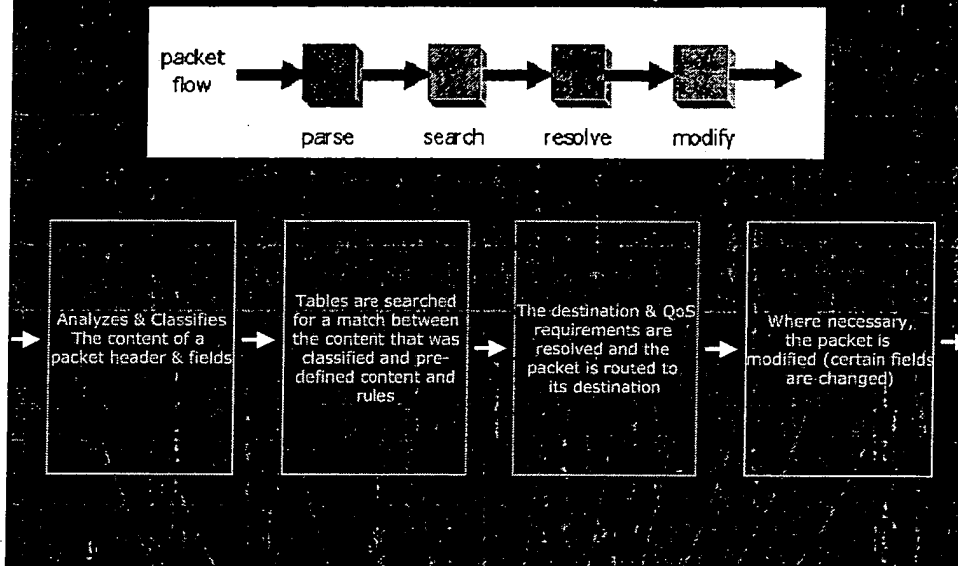 packet
flow
parse search resolve modify
Analyzes & Classifies
The content of a
packet header & fields
Tables are searched
for a match between
the content that was
classified and pre-
defined content and
rules
The destination & QoS
requirements are
resolved and the
packet is routed to
its destination
Where necessary,
the packet is
modified (certain fields
are changed)